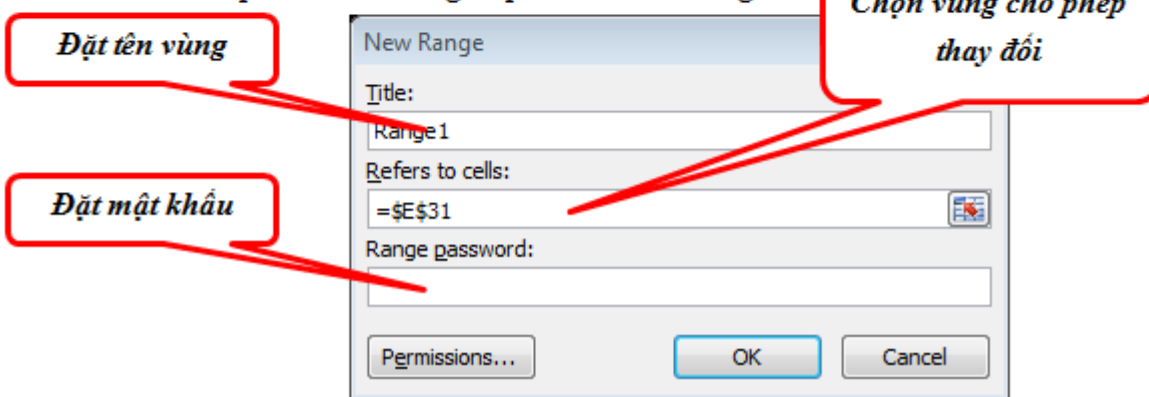 Chọn vùng cho phép
thay đổi
Đặt tên vùng
New Range
Title:
Range1
Refers to cells:
Đặt mật khẩu
=$E$31
Range password:
Permissions...
OK
Cancel